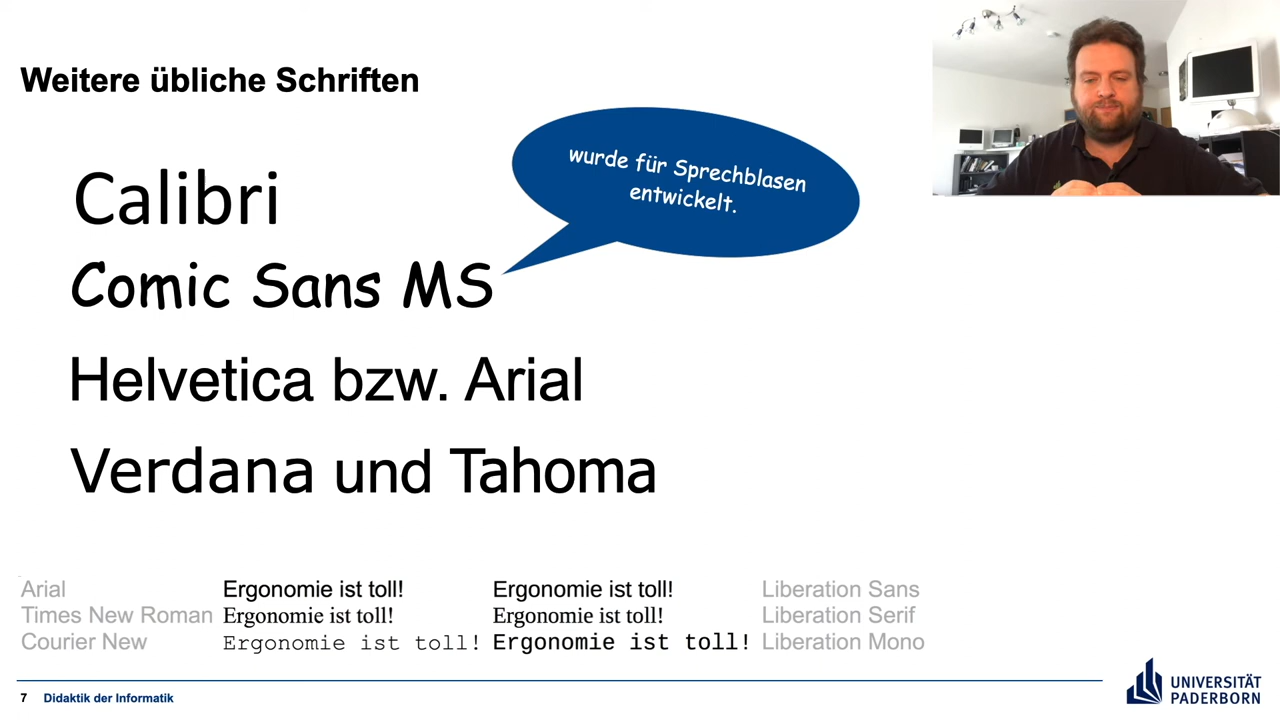 Weitere übliche Schriften
wurde für Sprechblasen
entwickelt.
Calibri
Comic Sans MS
Helvetica bzw. Arial
Verdana und Tahoma
Arial Ergonomie ist toll! Ergonomie ist toll! Liberation Sans
Times New Roman Ergonomie ist toll! Ergonomie ist toll! Liberation Serif
Courier New Ergonomie ist toll! Ergonomie ist toll! Liberation Mono
7 Didaktik der Informatik
UNIVERSITÄT
PADERBORN